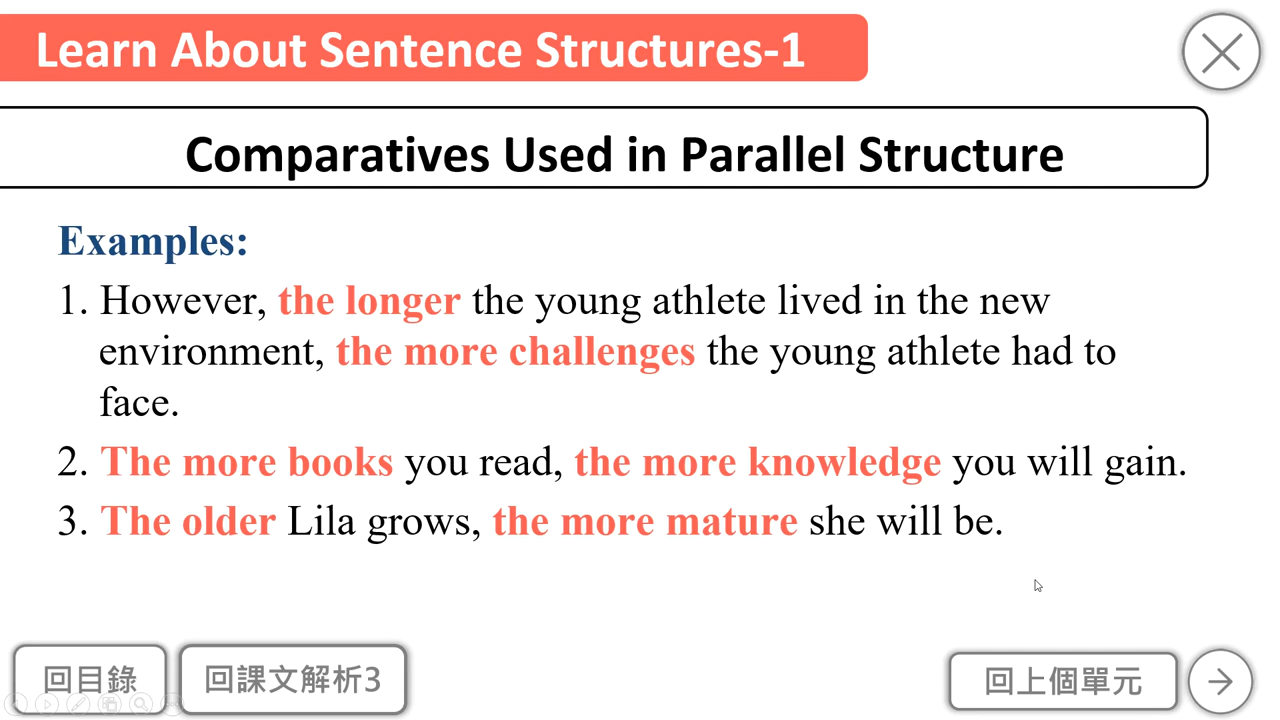 Learn About Sentence Structures-1
Comparatives Used in Parallel Structure
Examples:
1. However, the longer the young athlete lived in the new
environment, the more challenges the young athlete had to
face.
2. The more books you read, the more knowledge you will gain.
3. The older Lila grows, the more mature she will be.
回目錄
回課文解析3
回上個單元